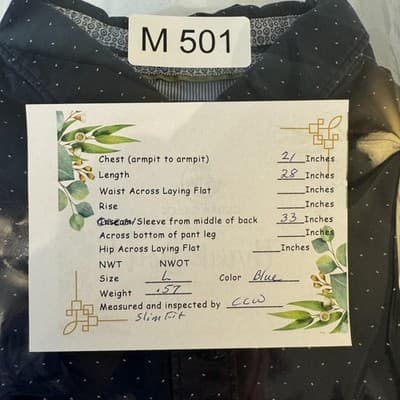 M 501
Chest (armpit to armpit) 21 Inches
Length 28 Inches
Waist Across Laying Flat Inches
Rise Inches
Inseam/Sleeve from middle of back 33 Inches
Across bottom of pant leg Inches
Hip Across Laying Flat Inches
NWT NWOT
Size L Color Blue
Weight .57
Measured and inspected by CCW
Slim Fit